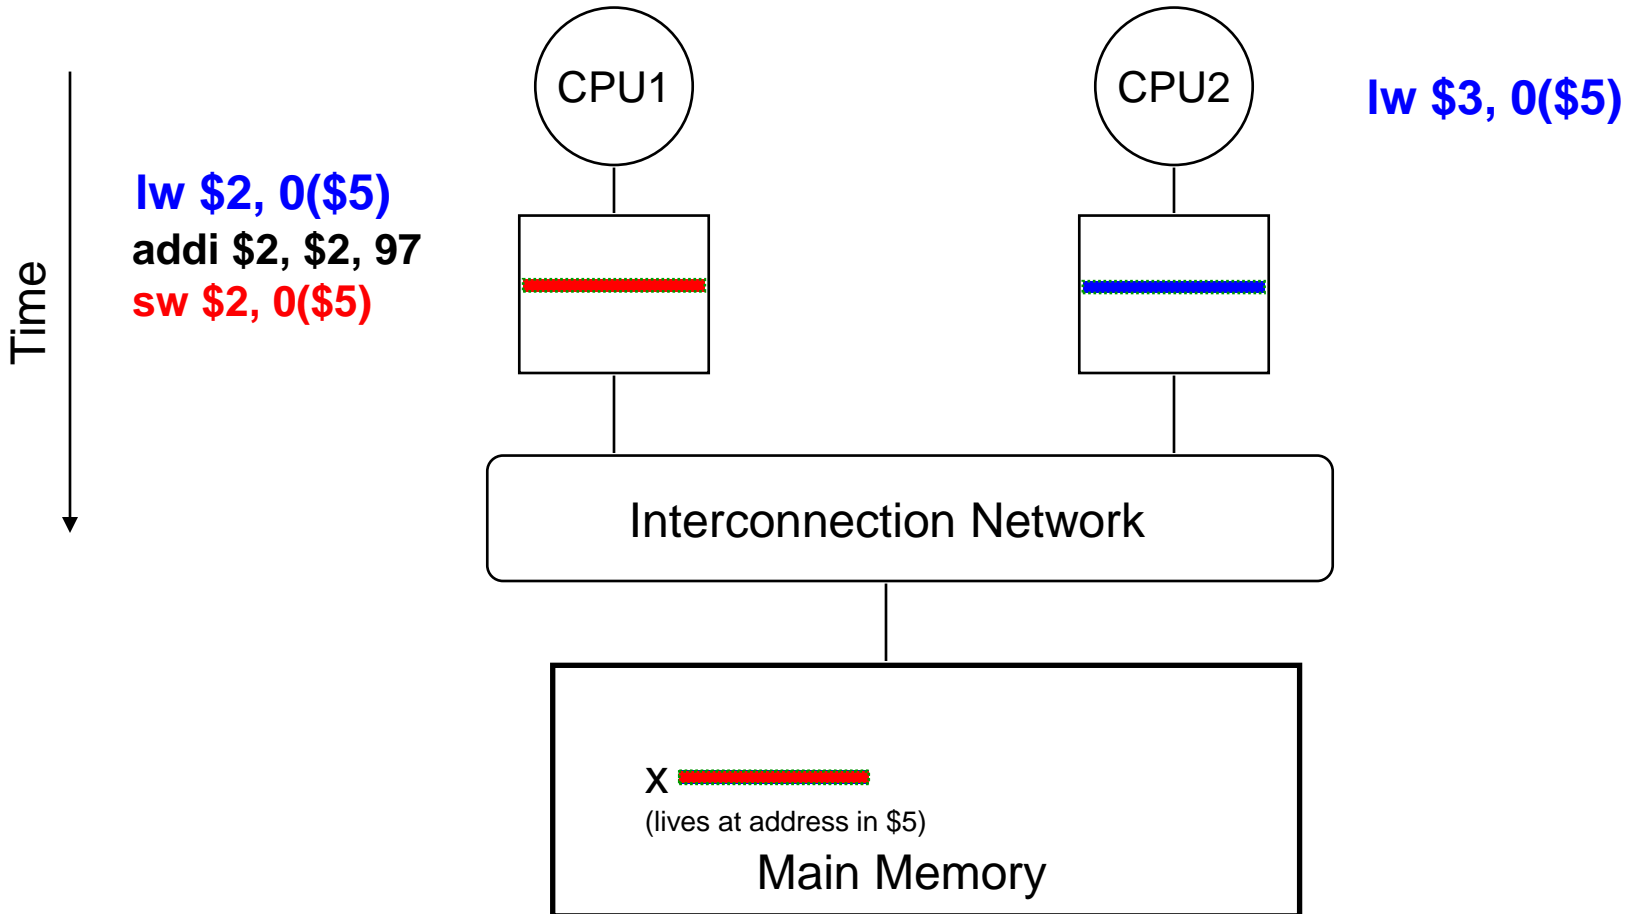 CPU1
CPU2
lw $3, 0($5)
lw $2, 0($5)
addi $2, $2, 97
sw $2, 0($5)
Time
Interconnection Network
x
(lives at address in $5)
Main Memory